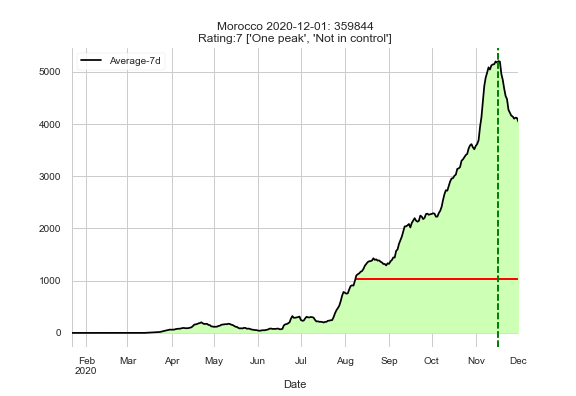 Morocco 2020-12-01: 359844
Rating:7 ['One peak', 'Not in control']
Average-7d
5000
4000
3000
2000
1000
0
Feb Mar Apr May Jun Jul Aug Sep Oct Nov Dec
2020
Date